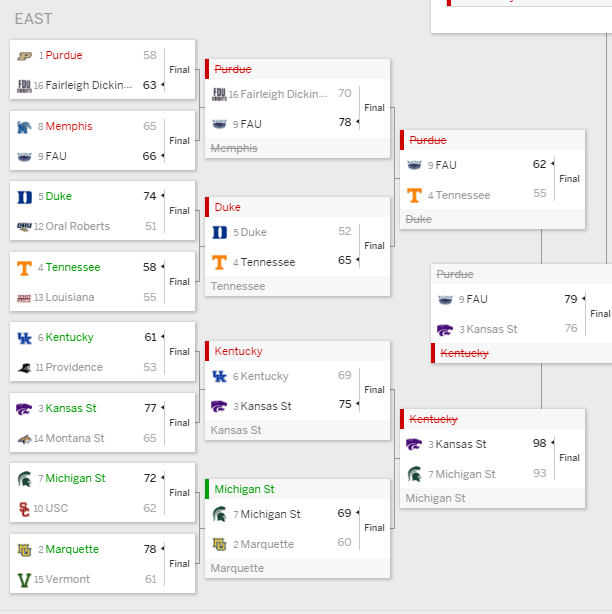 EAST
1 Purdue 58
16 Fairleigh Dickin... 63
Final
8 Memphis 65
9 FAU 66
Final
5 Duke 74
12 Oral Roberts 51
Final
4 Tennessee 58
13 Louisiana 55
Final
6 Kentucky 61
11 Providence 53
Final
3 Kansas St 77
14 Montana St 65
Final
7 Michigan St 72
10 USC 62
Final
2 Marquette 78
15 Vermont 61
Final
Purdue
16 Fairleigh Dickin... 70
9 FAU 78
Final
Memphis
Duke
5 Duke 52
4 Tennessee 65
Final
Tennessee
Kentucky
6 Kentucky 69
3 Kansas St 75
Final
Kansas St
Michigan St
7 Michigan St 69
2 Marquette 60
Final
Marquette
Purdue
9 FAU 62
4 Tennessee 55
Final
Duke
Kentucky
3 Kansas St 98
7 Michigan St 93
Final
Michigan St
Purdue
9 FAU 79
3 Kansas St 76
Final
Kentucky